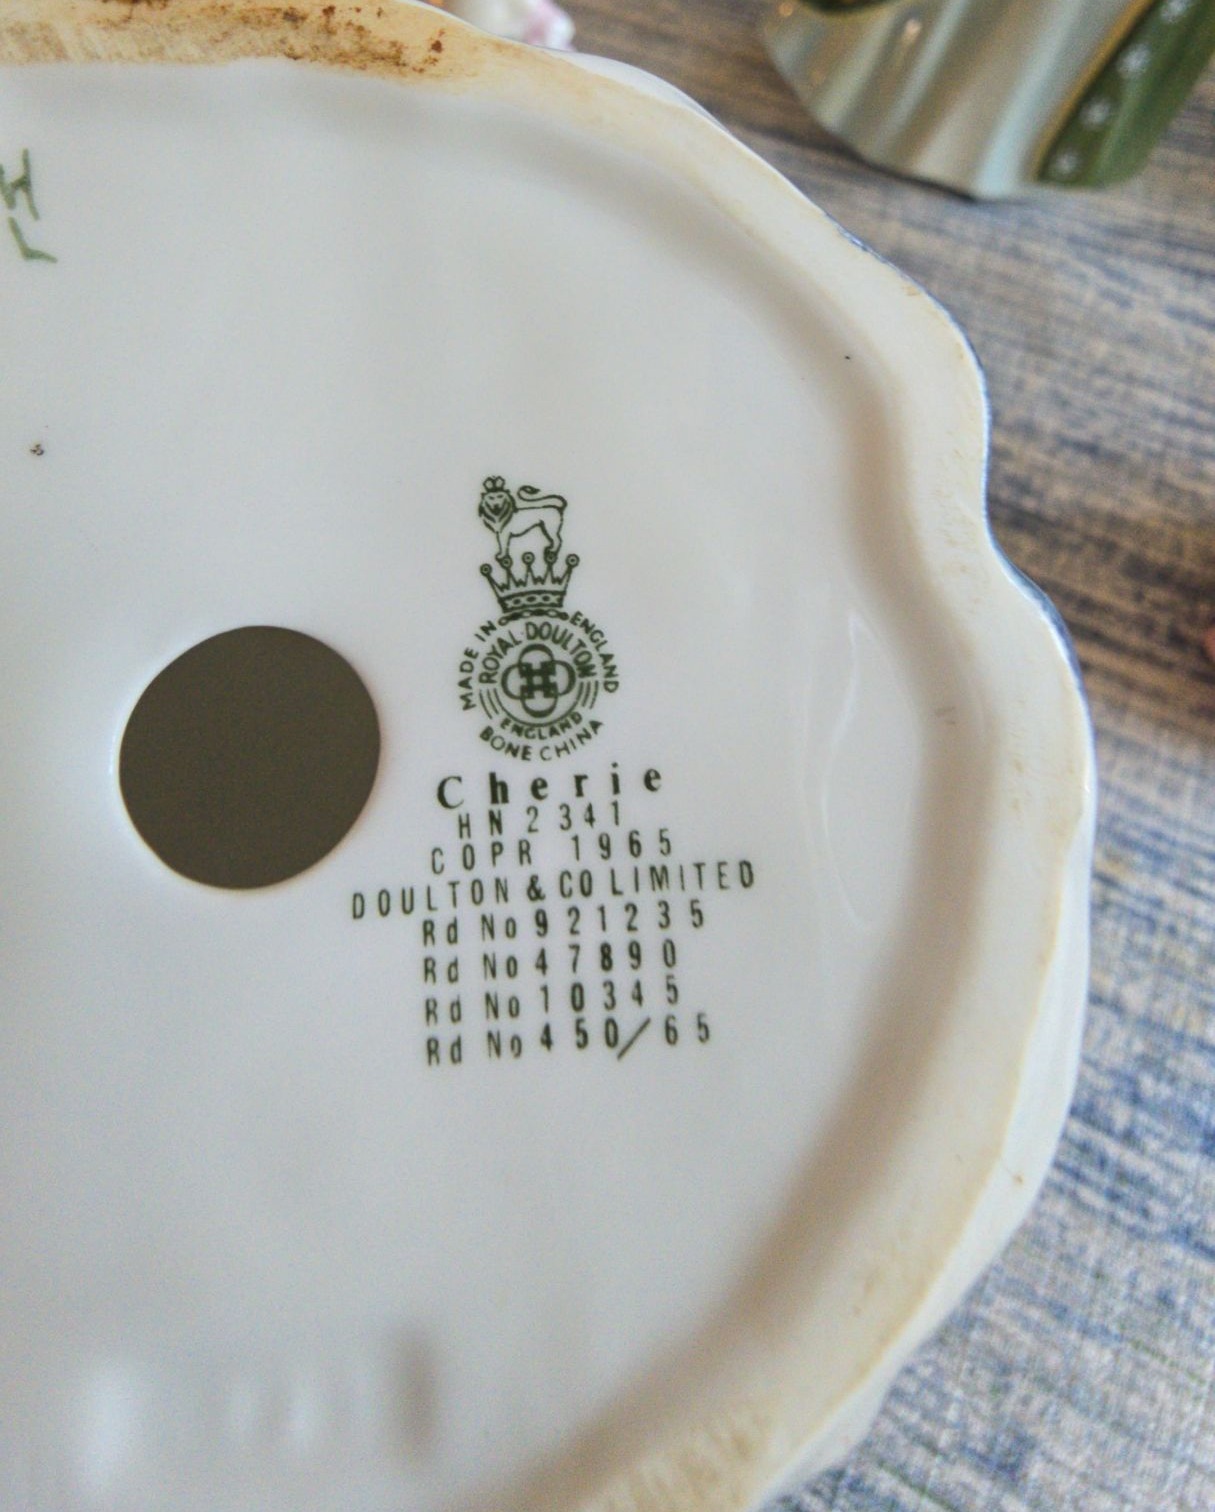 H
L
MADE IN ENGLAND
ROYAL DOULTON
ENGLAND
BONE CHINA
Cherie
HN 2341
COPR 1965
DOULTON & CO LIMITED
Rd No 921235
Rd No 47890
Rd No 10345
Rd No 450/65